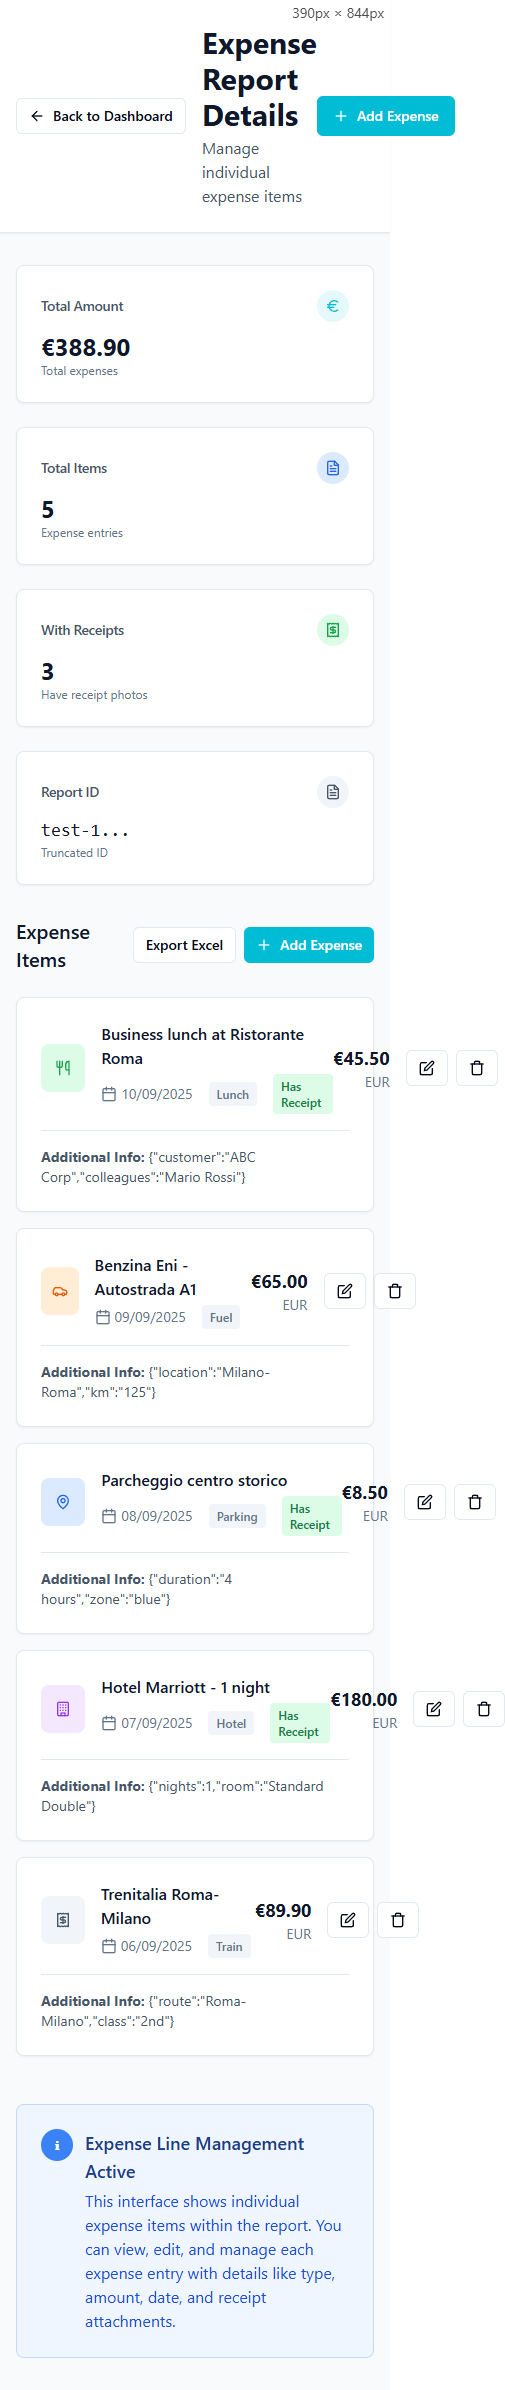 390px × 844px
Expense
Report
Details
Back to Dashboard
Add Expense
Manage
individual
expense items
Total Amount
€
€388.90
Total expenses
Total Items
5
Expense entries
With Receipts
3
Have receipt photos
Report ID
test-1...
Truncated ID
Expense
Items
Export Excel
Add Expense
Business lunch at Ristorante
Roma
10/09/2025
Lunch
Has
Receipt
€45.50
EUR
Additional Info: {"customer":"ABC
Corp","colleagues":"Mario Rossi"}
Benzina Eni -
Autostrada A1
09/09/2025
Fuel
€65.00
EUR
Additional Info: {"location":"Milano-
Roma","km":"125"}
Parcheggio centro storico
08/09/2025
Parking
Has
Receipt
€8.50
EUR
Additional Info: {"duration":"4
hours","zone":"blue"}
Hotel Marriott - 1 night
07/09/2025
Hotel
Has
Receipt
€180.00
EUR
Additional Info: {"nights":1,"room":"Standard
Double"}
Trenitalia Roma-
Milano
06/09/2025
Train
€89.90
EUR
Additional Info: {"route":"Roma-
Milano","class":"2nd"}
i
Expense Line Management
Active
This interface shows individual
expense items within the report. You
can view, edit, and manage each
expense entry with details like type,
amount, date, and receipt
attachments.